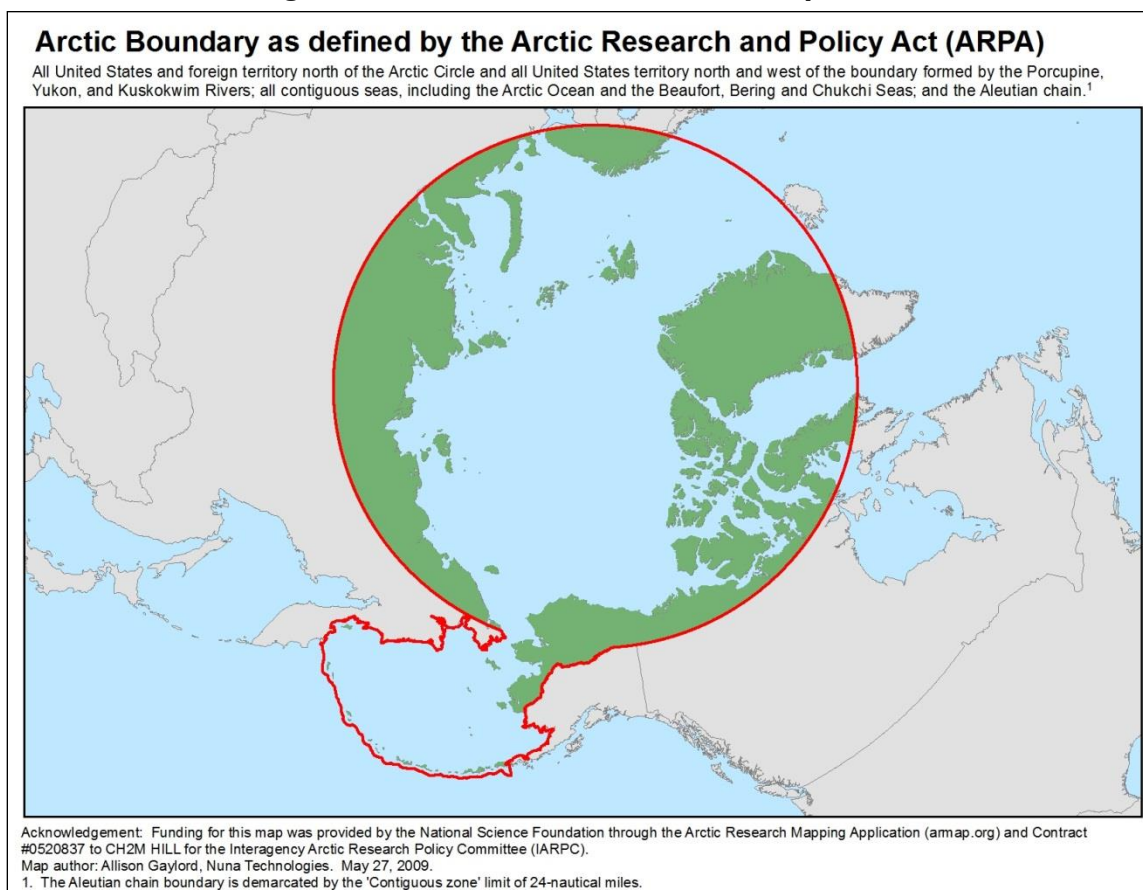 Arctic Boundary as defined by the Arctic Research and Policy Act (ARPA)
All United States and foreign territory north of the Arctic Circle and all United States territory north and west of the boundary formed by the Porcupine,
Yukon, and Kuskokwim Rivers; all contiguous seas, including the Arctic Ocean and the Beaufort, Bering and Chukchi Seas; and the Aleutian chain.¹
Acknowledgement: Funding for this map was provided by the National Science Foundation through the Arctic Research Mapping Application (armap.org) and Contract
#0520837 to CH2M HILL for the Interagency Arctic Research Policy Committee (IARPC).
Map author: Allison Gaylord, Nuna Technologies. May 27, 2009.
1. The Aleutian chain boundary is demarcated by the 'Contiguous zone' limit of 24-nautical miles.